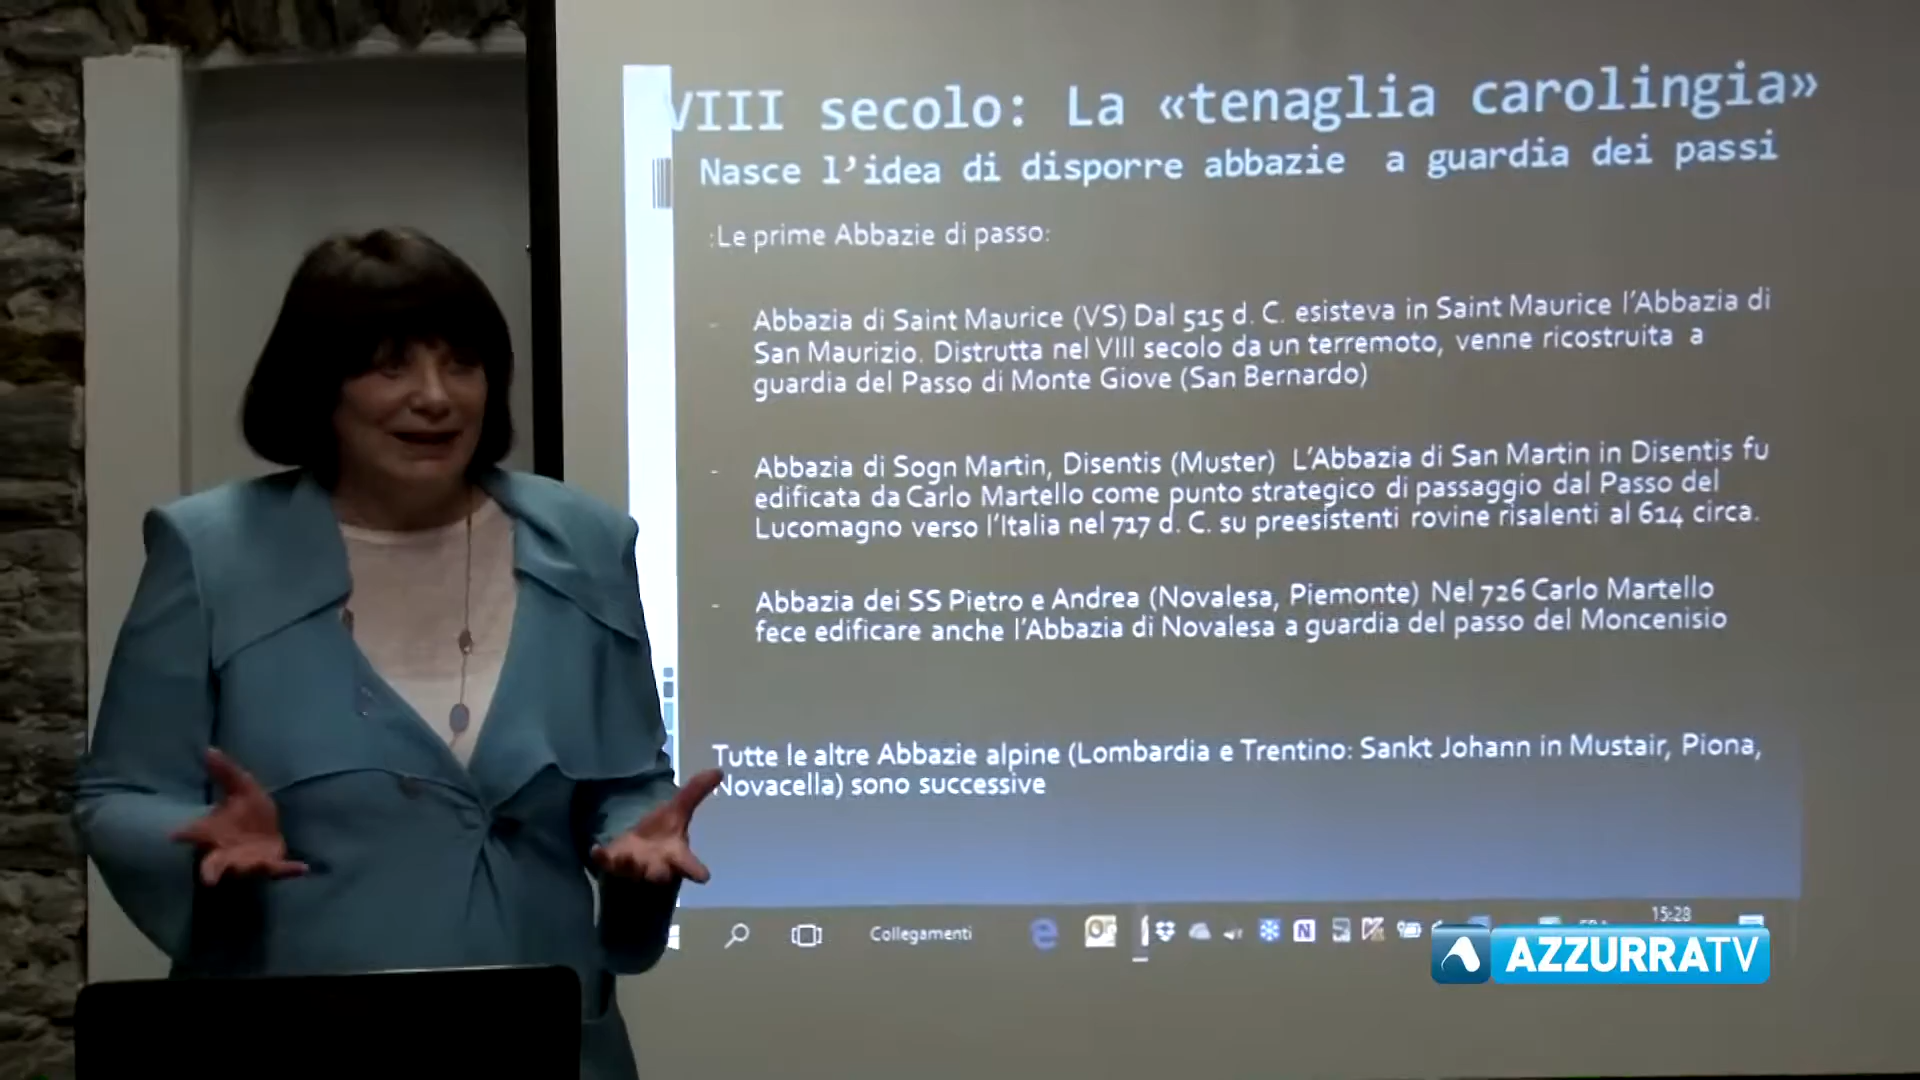 VIII secolo: La «tenaglia carolingia»
Nasce l'idea di disporre abbazie a guardia dei passi
:Le prime Abbazie di passo:
- Abbazia di Saint Maurice (VS) Dal 515 d. C. esisteva in Saint Maurice l'Abbazia di
San Maurizio. Distrutta nel VIII secolo da un terremoto, venne ricostruita a
guardia del Passo di Monte Giove (San Bernardo)
- Abbazia di Sogn Martin, Disentis (Muster) L'Abbazia di San Martin in Disentis fu
edificata da Carlo Martello come punto strategico di passaggio dal Passo del
Lucomagno verso l'Italia nel 717 d. C. su preesistenti rovine risalenti al 614 circa.
- Abbazia dei SS Pietro e Andrea (Novalesa, Piemonte) Nel 726 Carlo Martello
fece edificare anche l'Abbazia di Novalesa a guardia del passo del Moncenisio
Tutte le altre Abbazie alpine (Lombardia e Trentino: Sankt Johann in Mustair, Piona,
Novacella) sono successive
Collegamenti
15:28
AZZURRATV